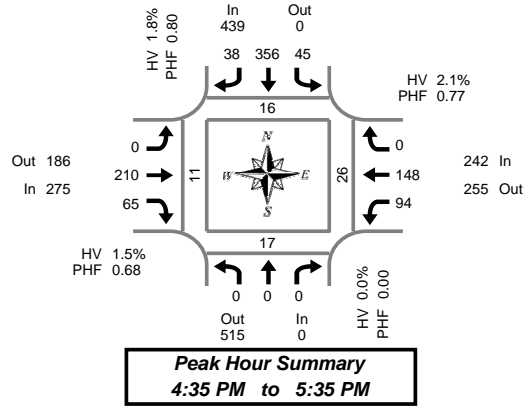 HV 1.8%
PHF 0.80
In
439
Out
0
38 356 45
HV 2.1%
PHF 0.77
16
0
Out 186
In 275
210
65
11
N
W E
S
26
0
148
94
242 In
255 Out
HV 1.5%
PHF 0.68
17
0 0 0
HV 0.0%
PHF 0.00
Out
515
In
0
Peak Hour Summary
4:35 PM to 5:35 PM